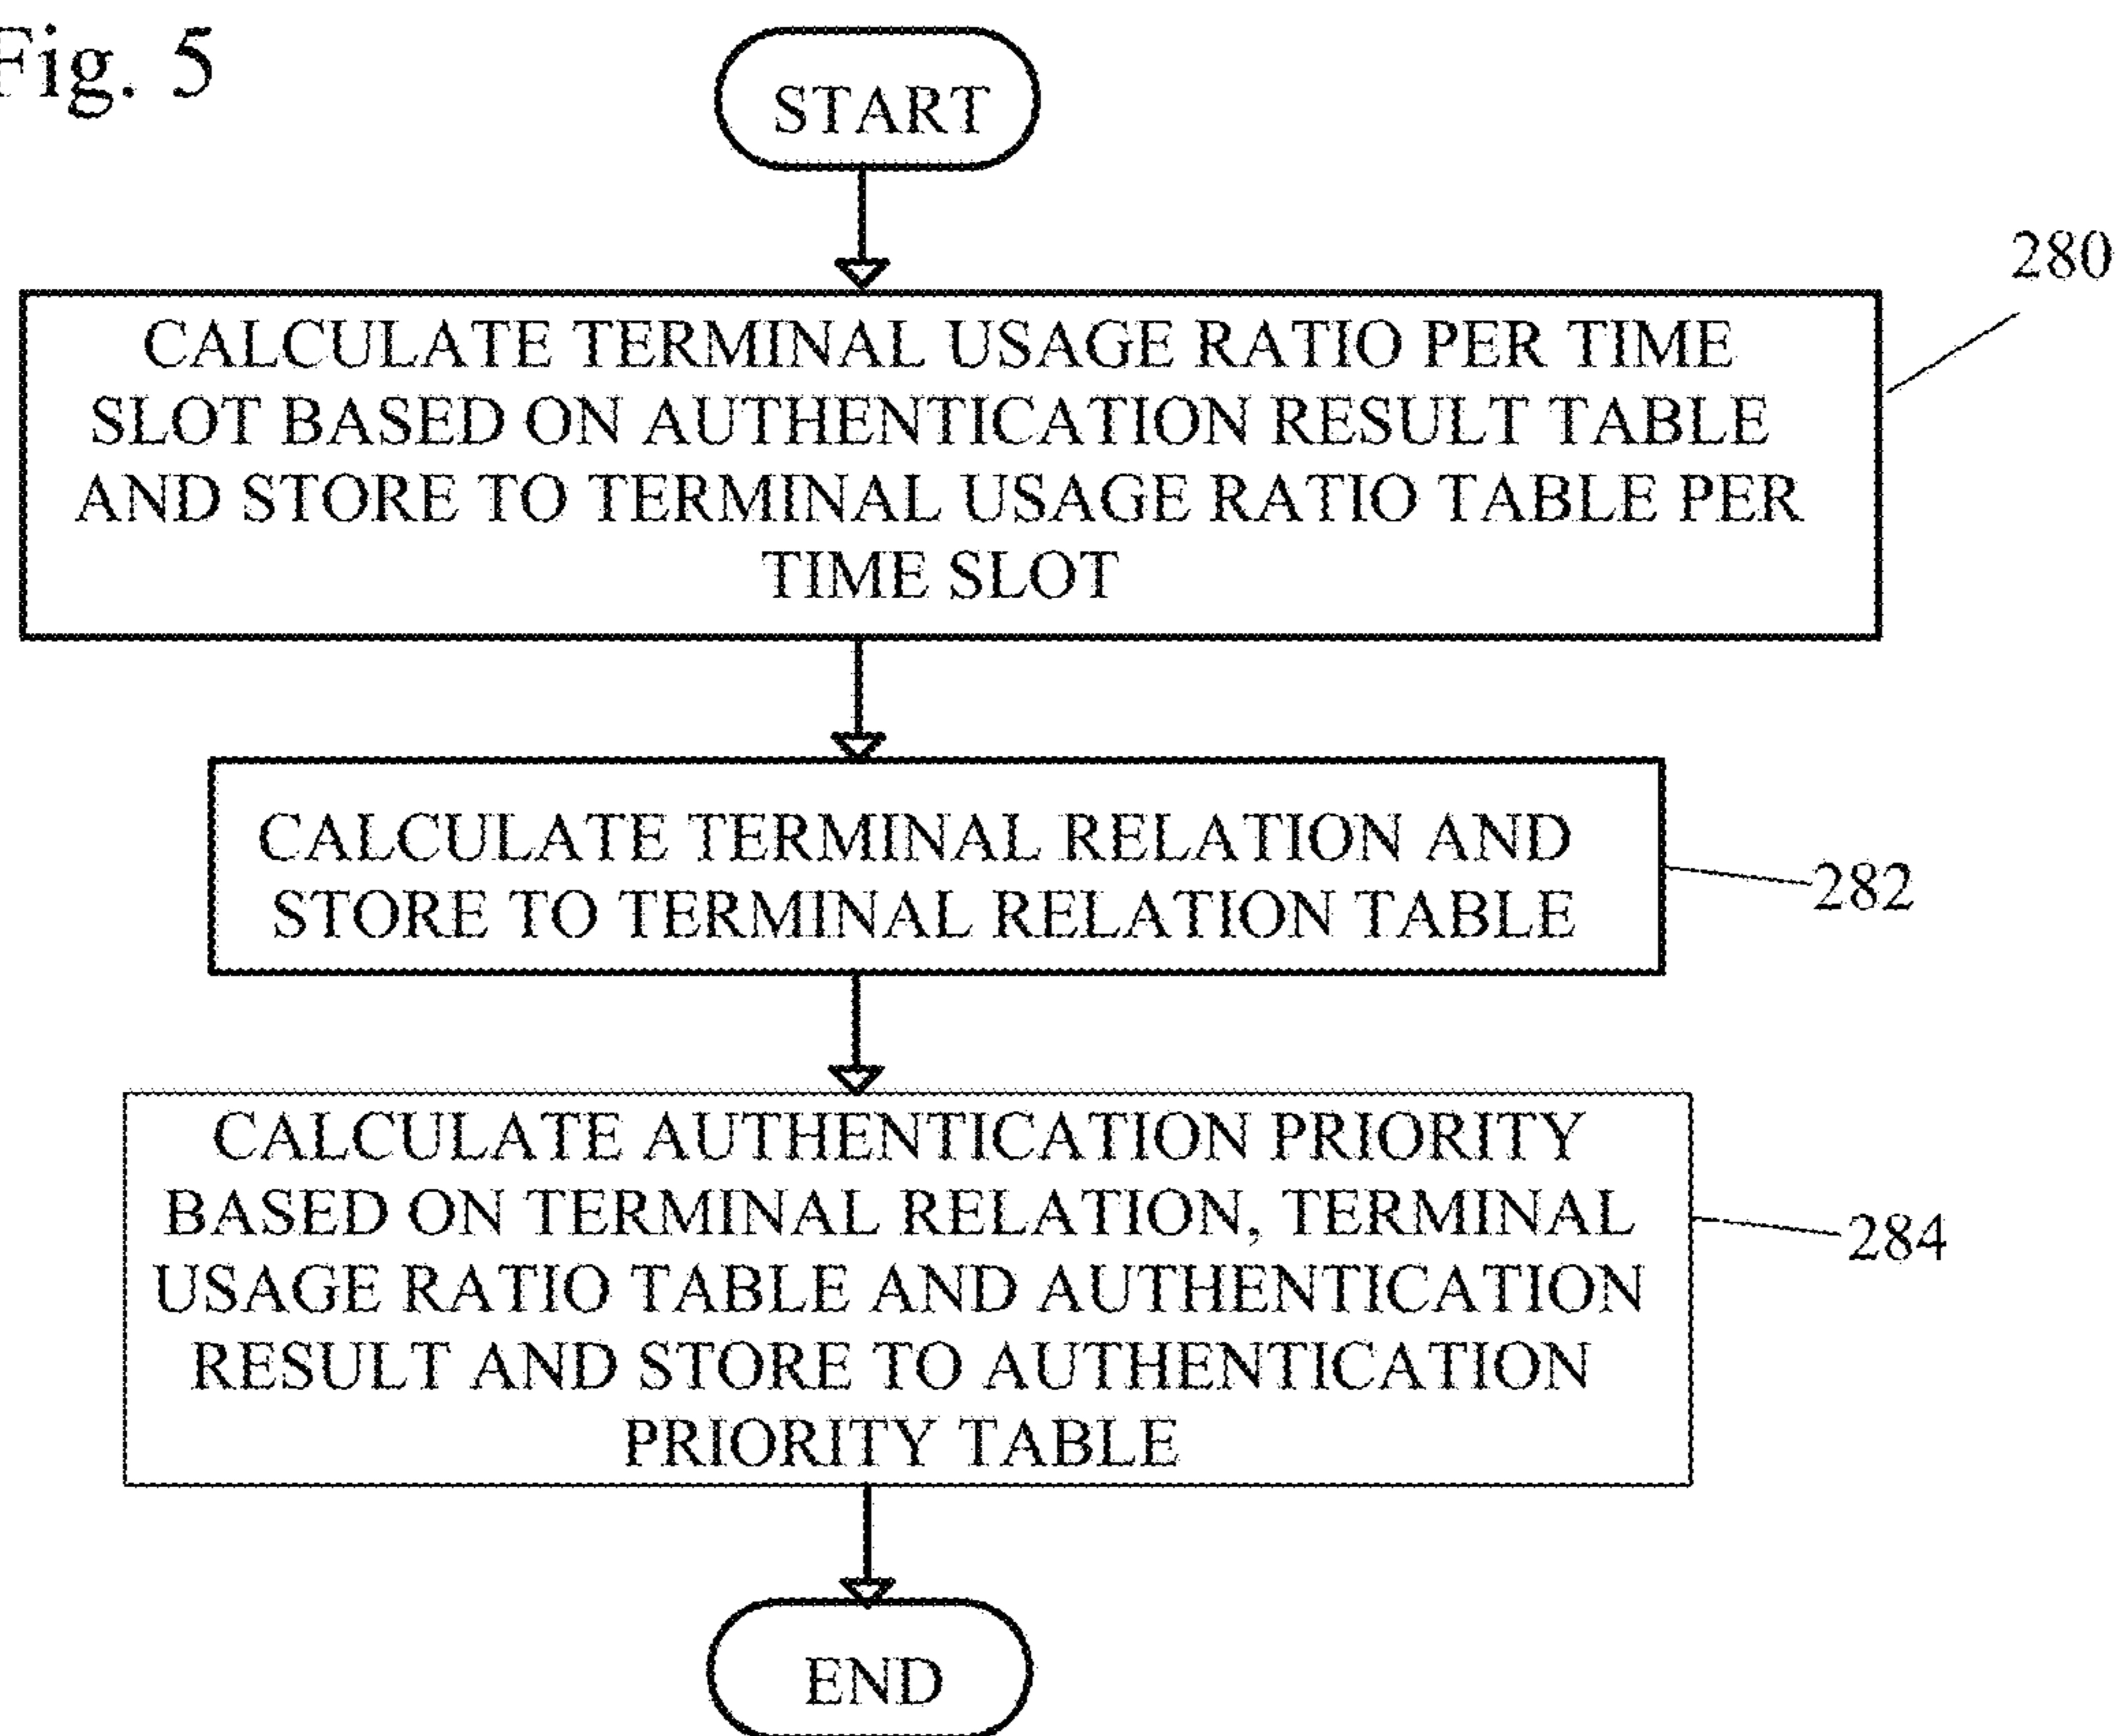 Fig. 5
START
280
CALCULATE TERMINAL USAGE RATIO PER TIME
SLOT BASED ON AUTHENTICATION RESULT TABLE
AND STORE TO TERMINAL USAGE RATIO TABLE PER
TIME SLOT
CALCULATE TERMINAL RELATION AND
STORE TO TERMINAL RELATION TABLE
282
CALCULATE AUTHENTICATION PRIORITY
BASED ON TERMINAL RELATION, TERMINAL
USAGE RATIO TABLE AND AUTHENTICATION
RESULT AND STORE TO AUTHENTICATION
PRIORITY TABLE
284
END